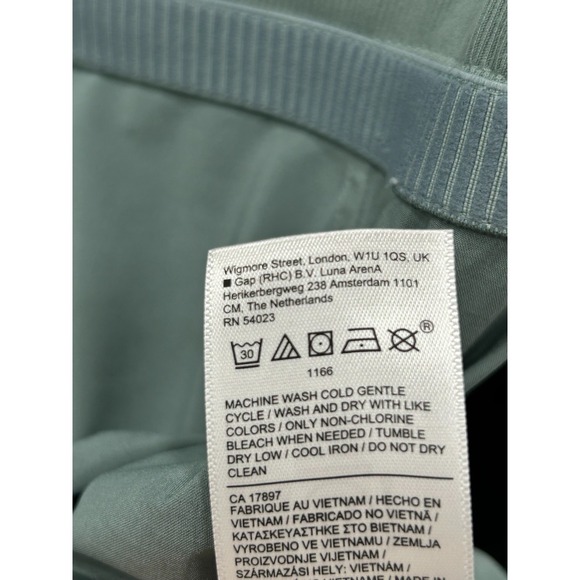 Wigmore Street, London, W1U 1QS, UK
■ Gap (RHC) B.V. Luna ArenA
Herikerbergweg 238 Amsterdam 1101
CM, The Netherlands
RN 54023
30
®
1166
MACHINE WASH COLD GENTLE
CYCLE / WASH AND DRY WITH LIKE
COLORS / ONLY NON-CHLORINE
BLEACH WHEN NEEDED / TUMBLE
DRY LOW / COOL IRON / DO NOT DRY
CLEAN
CA 17897
FABRIQUE AU VIETNAM / HECHO EN
VIETNAM / FABRICADO NO VIETNÃ /
ΚΑΤΑΣΚΕΥΑΣΤΗΚΕ ΣΤΟ ΒΙΕΤΝΑΜ /
VYROBENO VE VIETNAMU / ZEMLJA
PROIZVODNJE VIJETNAM /
SZÁRMAZÁSI HELY: VIETNAM /